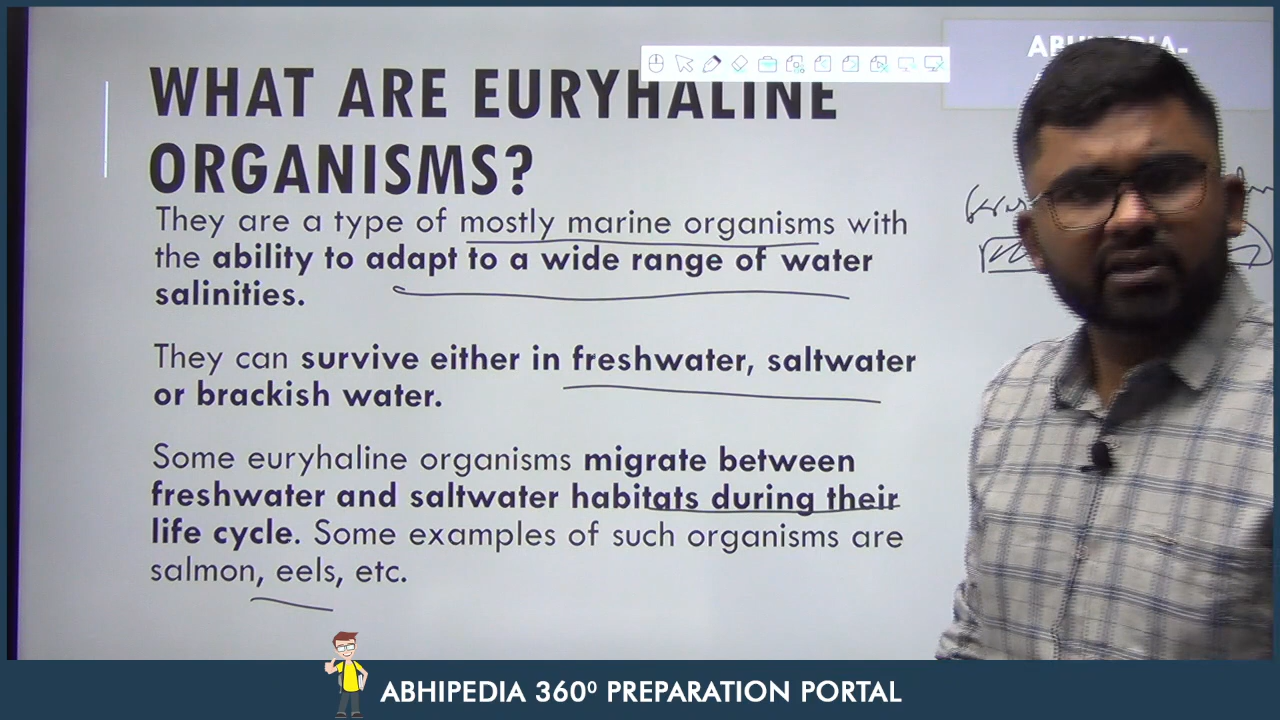 ABHIPEDIA-
WHAT ARE EURYHALINE
ORGANISMS?
They are a type of mostly marine organisms with
the ability to adapt to a wide range of water
salinities.
They can survive either in freshwater, saltwater
or brackish water.
Some euryhaline organisms migrate between
freshwater and saltwater habitats during their
life cycle. Some examples of such organisms are
salmon, eels, etc.
ABHIPEDIA 360⁰ PREPARATION PORTAL